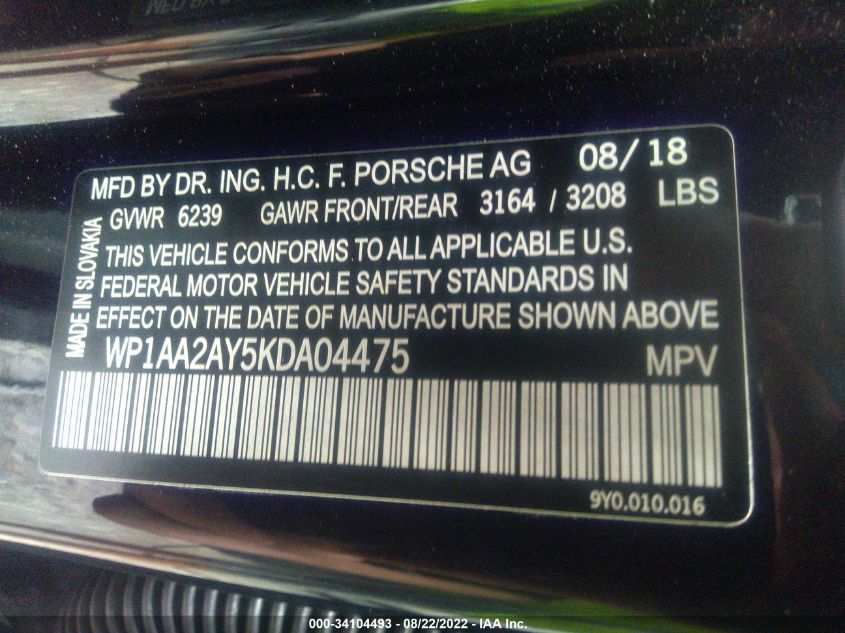 MFD BY DR. ING. H.C. F. PORSCHE AG 08/18
GVWR 6239 GAWR FRONT/REAR 3164 / 3208 LBS
MADE IN SLOVAKIA
THIS VEHICLE CONFORMS TO ALL APPLICABLE U.S.
FEDERAL MOTOR VEHICLE SAFETY STANDARDS IN
EFFECT ON THE DATE OF MANUFACTURE SHOWN ABOVE
WP1AA2AY5KDA04475 MPV
9Y0.010.016
000-34104493 - 08/22/2022 - IAA Inc.